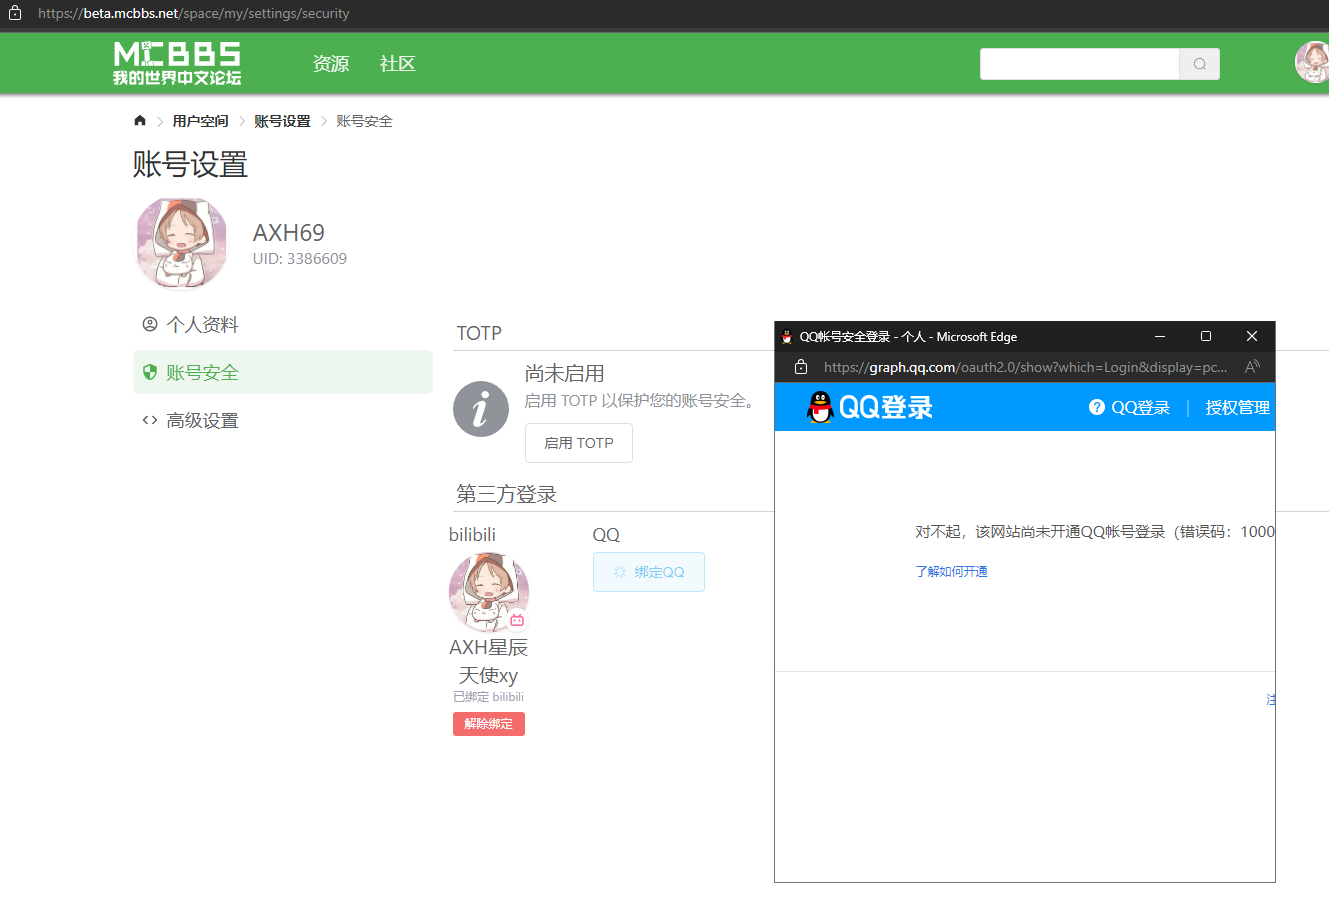 https://beta.mcbbs.net/space/my/settings/security
MCBBS
我的世界中文论坛
资源
社区
用户空间
账号设置
账号安全
账号设置
AXH69
UID: 3386609
个人资料
账号安全
高级设置
TOTP
尚未启用
启用 TOTP 以保护您的账号安全。
启用 TOTP
第三方登录
bilibili
AXH星辰
天使xy
已绑定 bilibili
解除绑定
QQ
绑定QQ
QQ帐号安全登录 - 个人 - Microsoft Edge
https://graph.qq.com/oauth2.0/show?which=Login&display=pc...
QQ登录
QQ登录
授权管理
对不起，该网站尚未开通QQ帐号登录（错误码：1000
了解如何开通
注